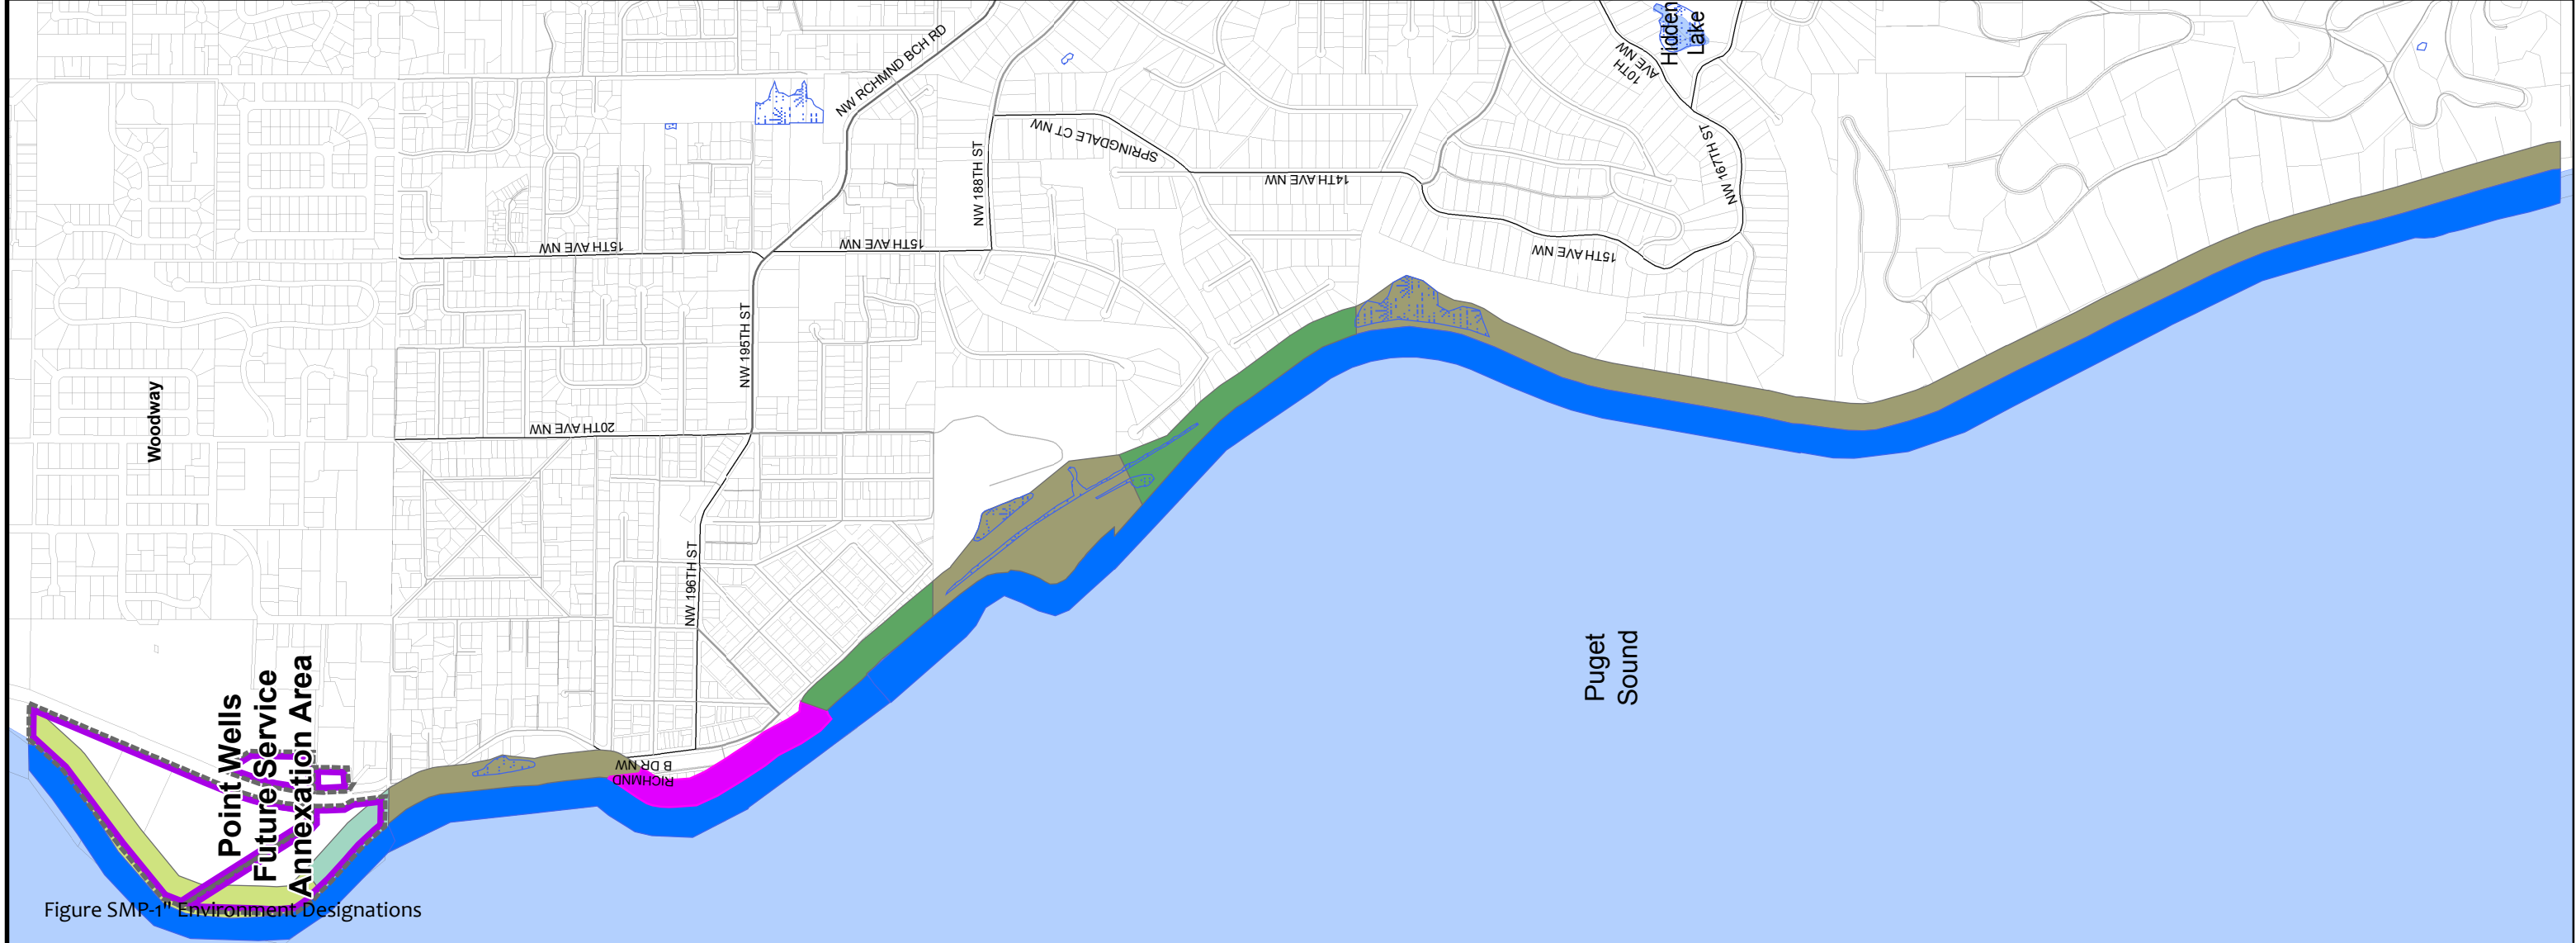 Hidden
Lake
10TH
AVE NW
NW RCHMND BCH RD
SPRINGDALE CT NW
NW 188TH ST
NW 167TH ST
14TH AVE NW
15TH AVE NW
15TH AVE NW
15TH AVE NW
NW 195TH ST
Woodway
20TH AVE NW
NW 196TH ST
Puget
Sound
Point Wells
Future Service
Annexation Area
RICHMND
B DR NW
Figure SMP-1" Environment Designations